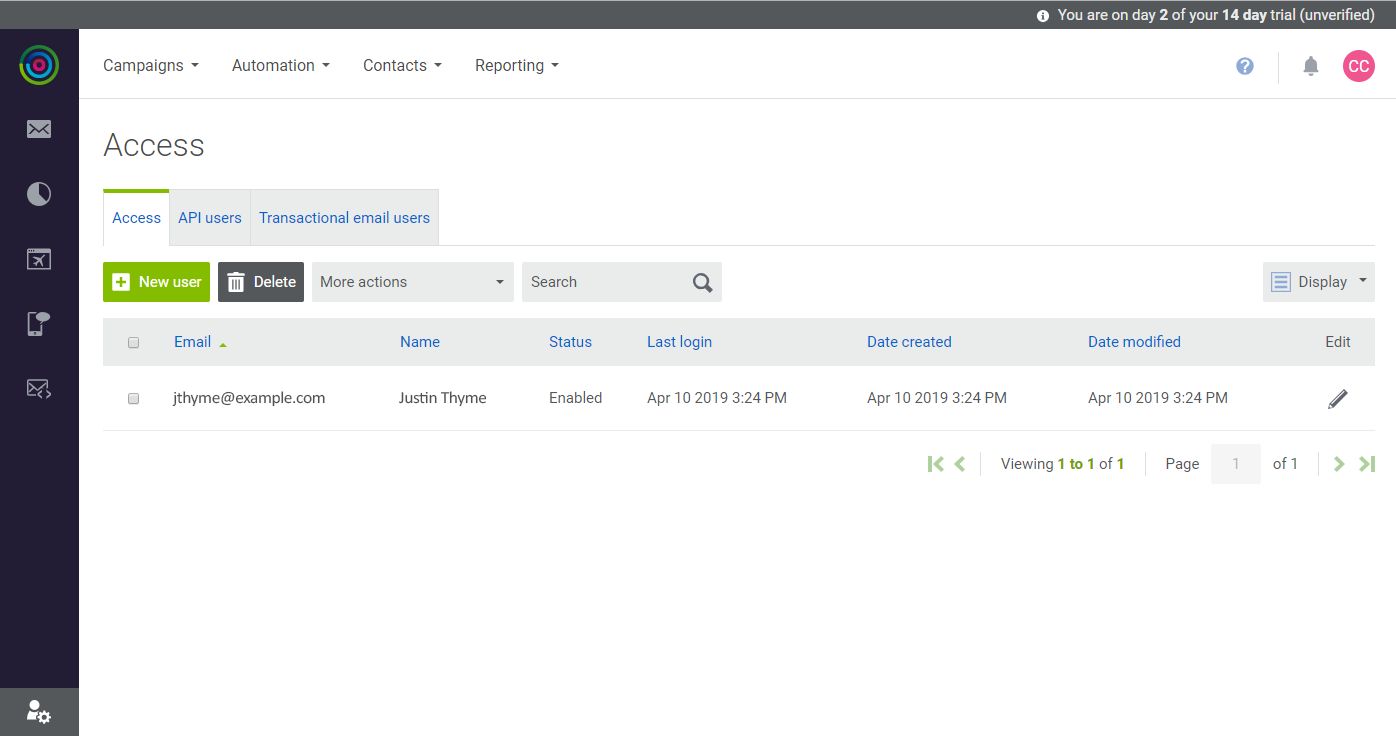 You are on day 2 of your 14 day trial (unverified)
Campaigns Automation Contacts Reporting ? CC
Access
Access API users Transactional email users
New user Delete More actions Search Display
Email Name Status Last login Date created Date modified Edit
jthyme@example.com Justin Thyme Enabled Apr 10 2019 3:24 PM Apr 10 2019 3:24 PM Apr 10 2019 3:24 PM
Viewing 1 to 1 of 1 Page 1 of 1